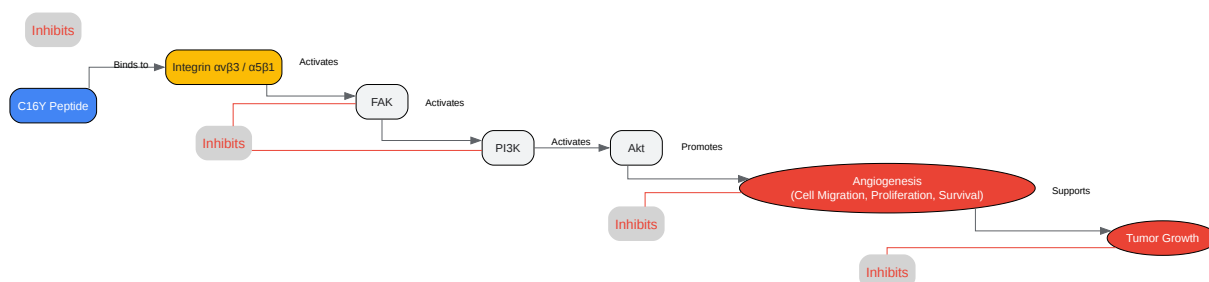 Inhibits
Binds to
Integrin αvβ3 / α5β1
Activates
C16Y Peptide
FAK
Activates
Inhibits
PI3K
Activates
Akt
Promotes
Angiogenesis
(Cell Migration, Proliferation, Survival)
Supports
Inhibits
Tumor Growth
Inhibits